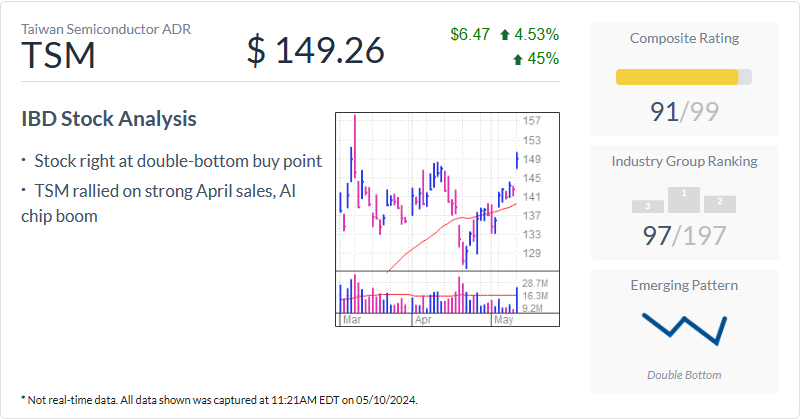 Taiwan Semiconductor ADR
TSM
$ 149.26
$6.47 4.53%
45%
IBD Stock Analysis
· Stock right at double-bottom buy point
· TSM rallied on strong April sales, AI
chip boom
157
153
149
145
141
137
133
129
28.7M
16.3M
9.2M
Mar Apr May
Composite Rating
91/99
Industry Group Ranking
3 1 2
97/197
Emerging Pattern
Double Bottom
* Not real-time data. All data shown was captured at 11:21AM EDT on 05/10/2024.